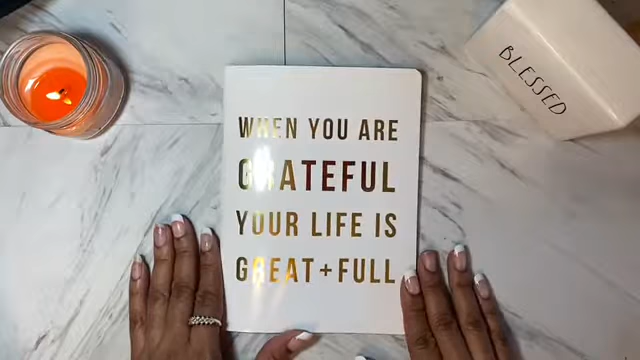 WHEN YOU ARE
GRATEFUL
YOUR LIFE IS
GREAT+FULL
BLESSED